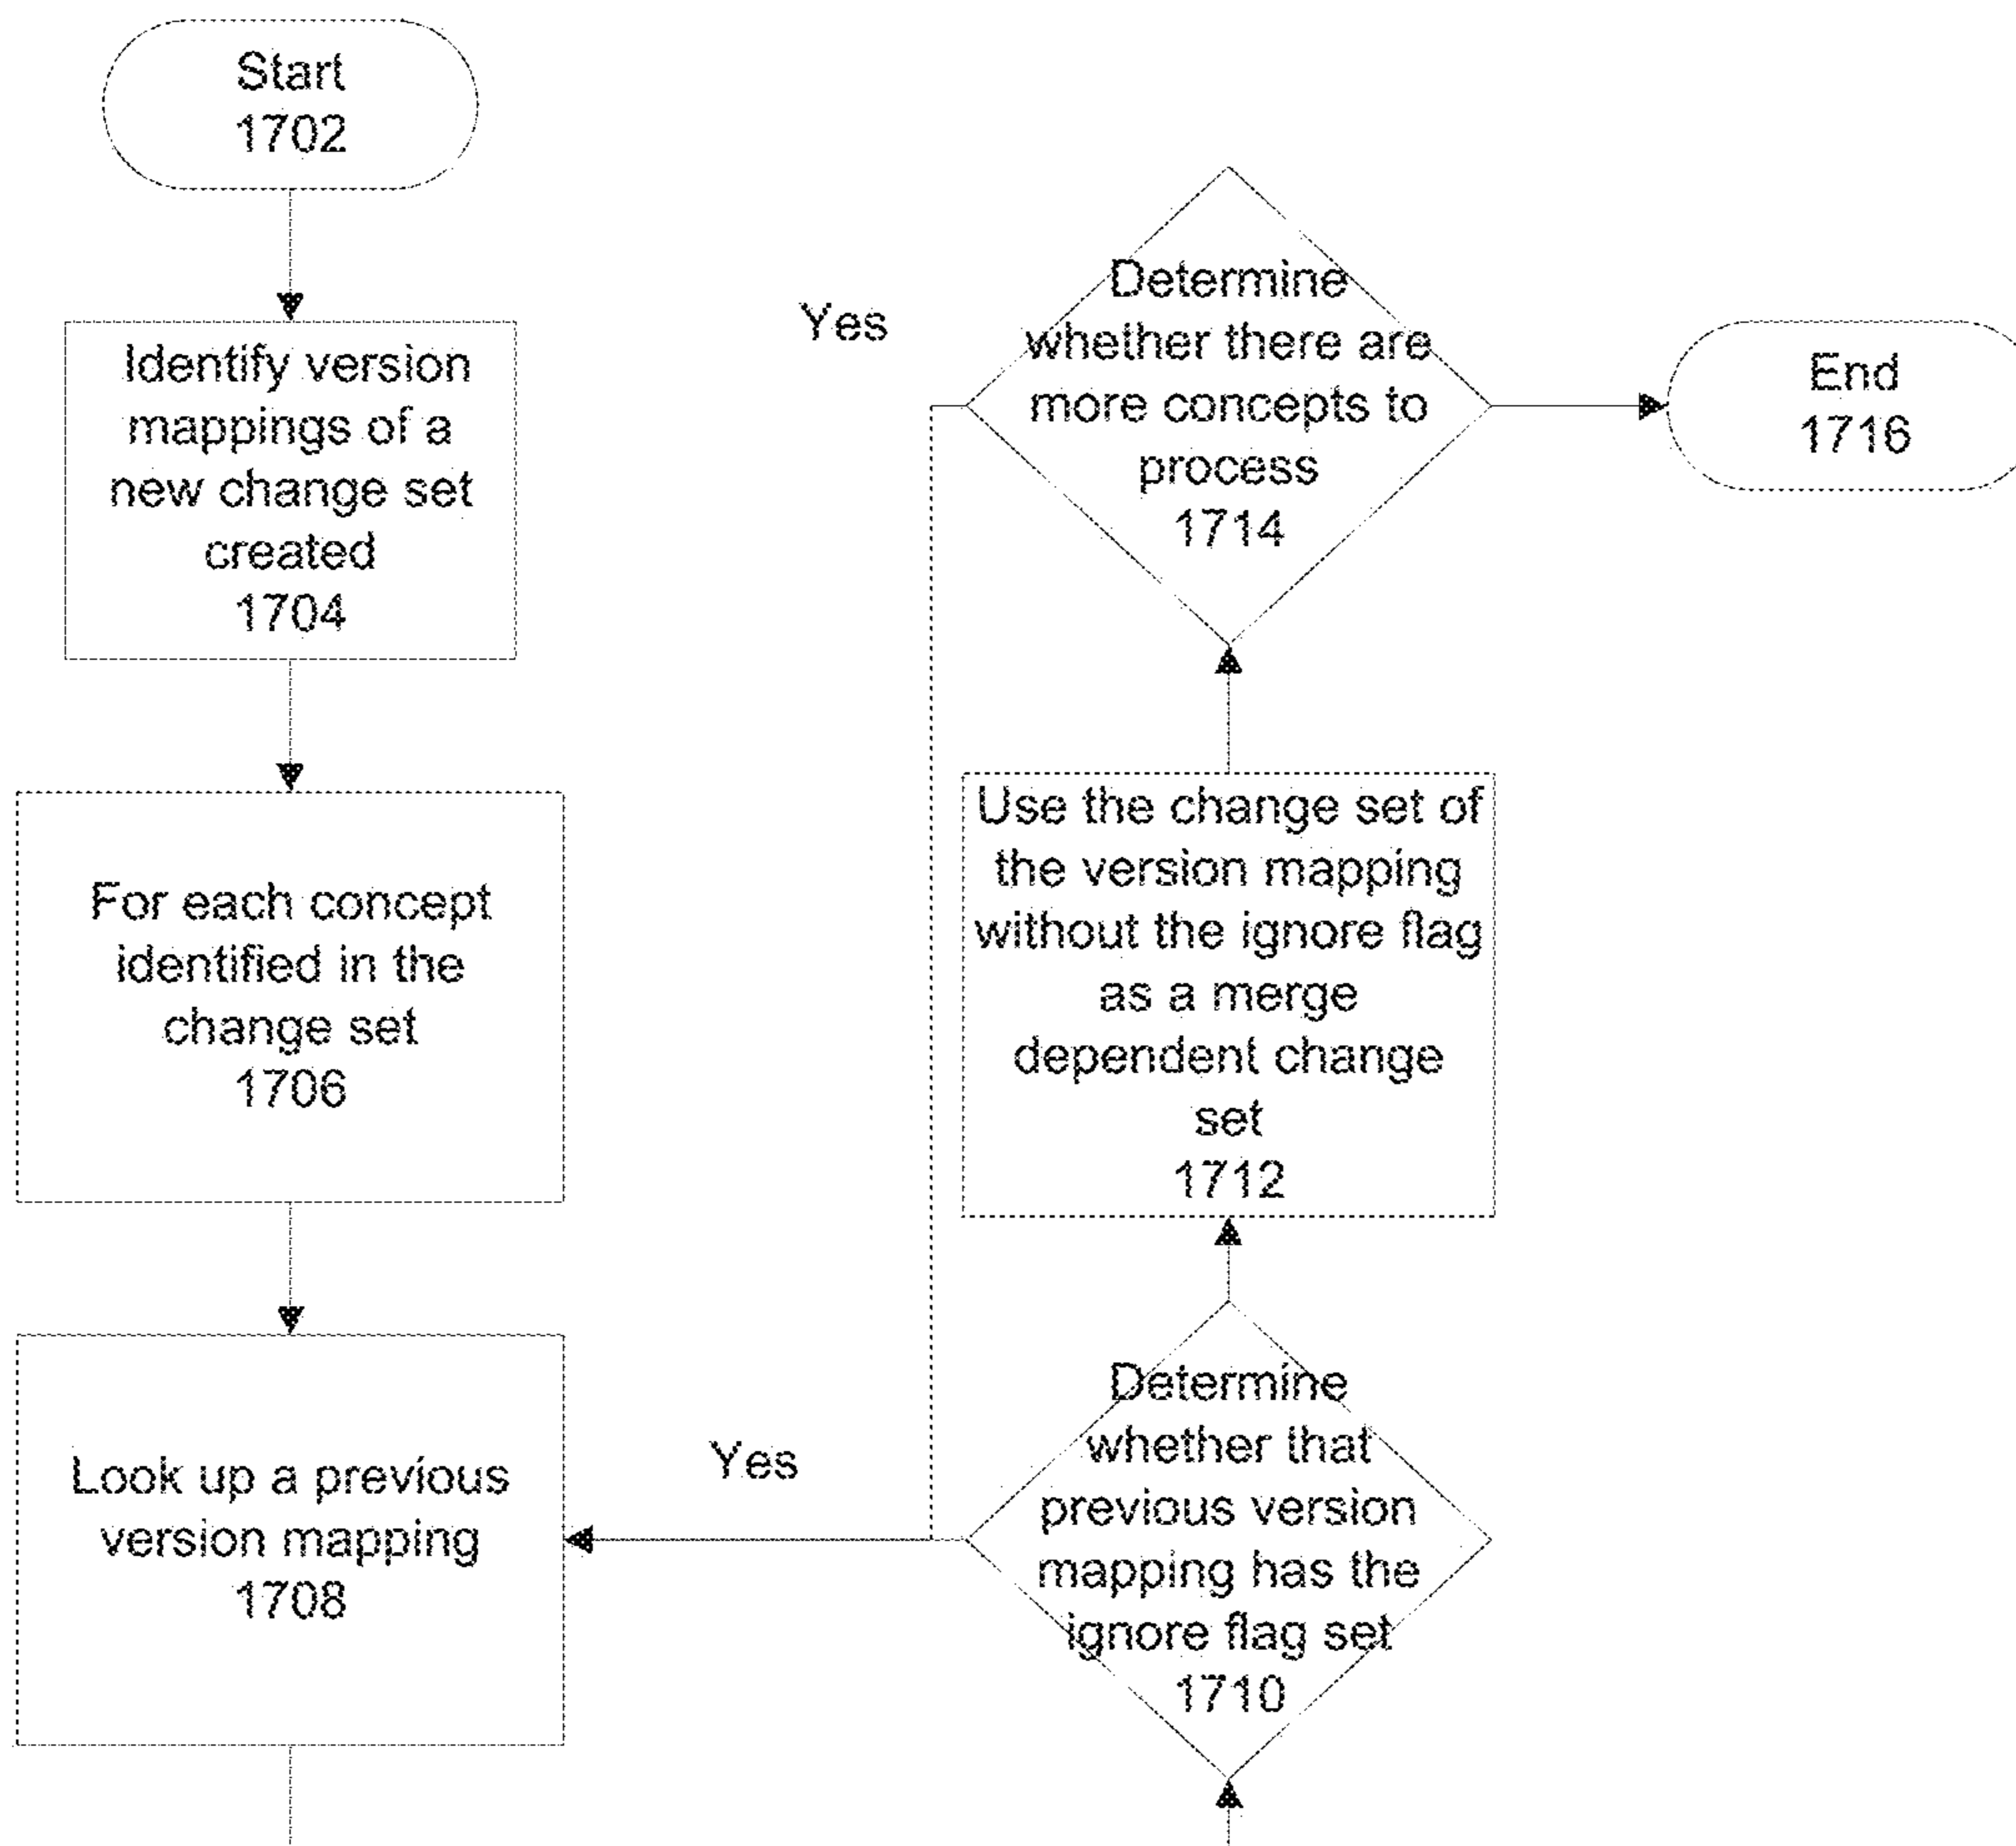 Start
1702
Identify version
mappings of a
new change set
created
1704
For each concept
identified in the
change set
1706
Look up a previous
version mapping
1708
Yes
Determine
whether that
previous version
mapping has the
ignore flag set
1710
Use the change set of
the version mapping
without the ignore flag
as a merge
dependent change
set
1712
Yes
Determine
whether there are
more concepts to
process
1714
End
1716